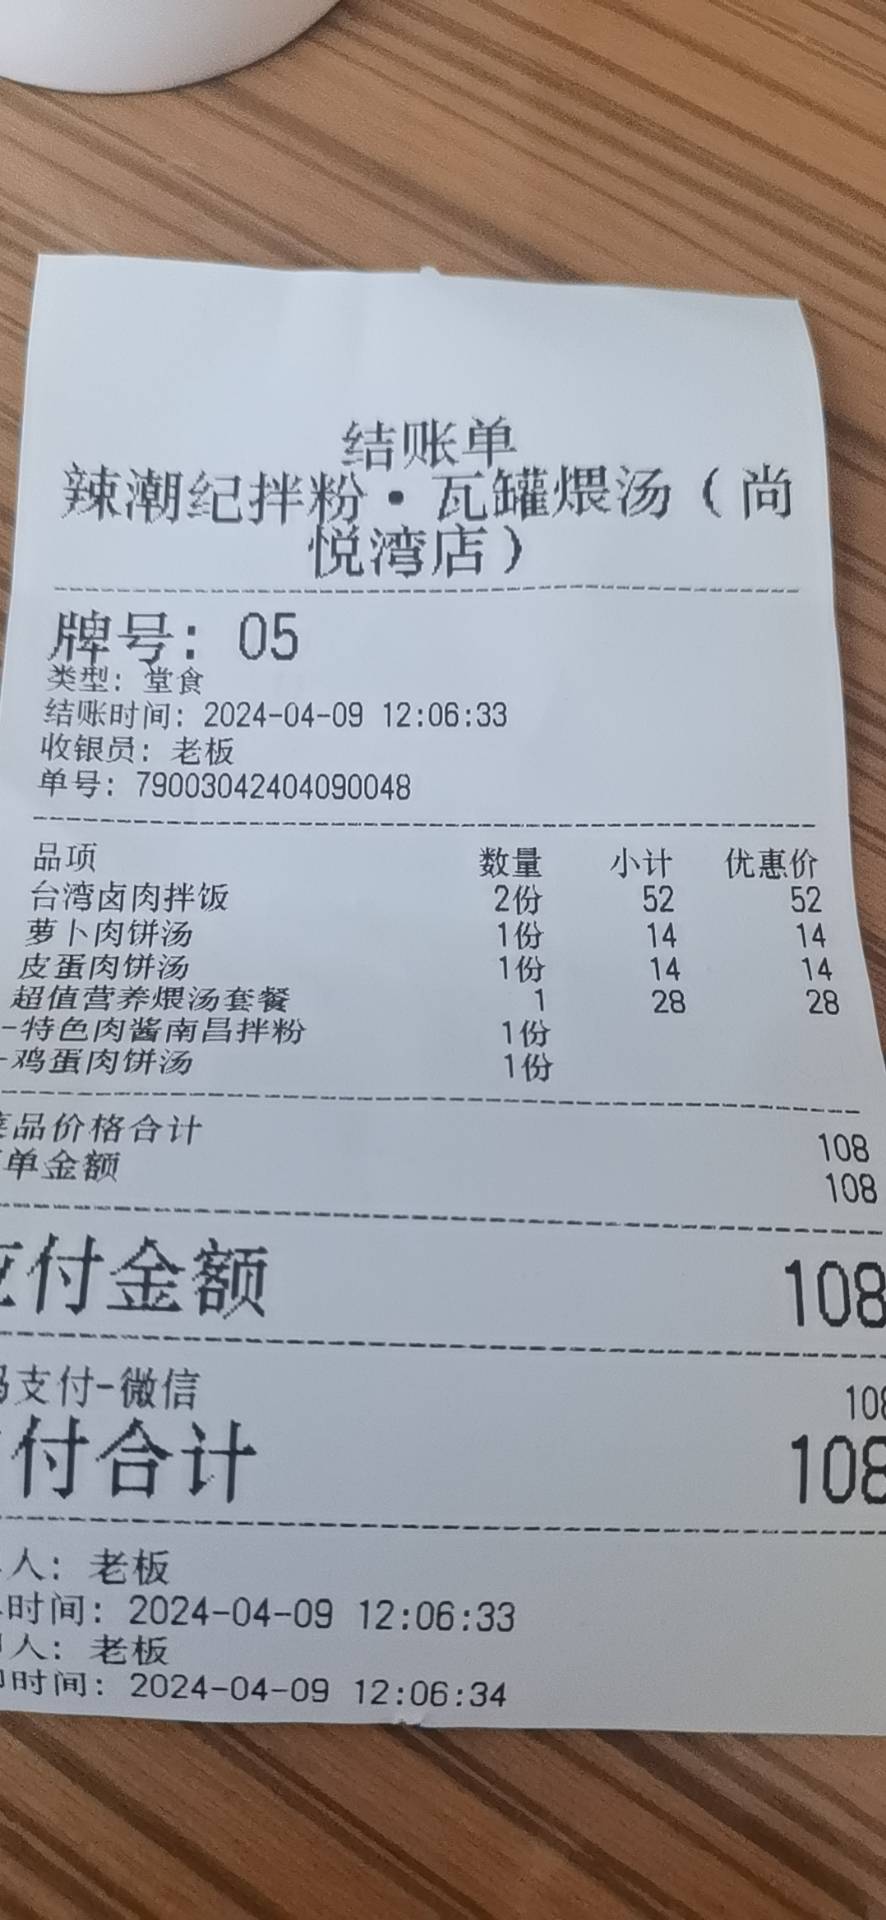 结账单
辣潮纪拌粉·瓦罐煨汤(尚
悦湾店)
牌号: 05
类型: 堂食
结账时间: 2024-04-09 12:06:33
收银员: 老板
单号: 79003042404090048
品项 数量 小计 优惠价
台湾卤肉拌饭 2份 52 52
萝卜肉饼汤 1份 14 14
皮蛋肉饼汤 1份 14 14
超值营养煨汤套餐 1 28 28
-特色肉酱南昌拌粉 1份
-鸡蛋肉饼汤 1份
菜品价格合计 108
单金额 108
应付金额 108
码支付-微信 108
付合计 108
人: 老板
时间: 2024-04-09 12:06:33
人: 老板
印时间: 2024-04-09 12:06:34